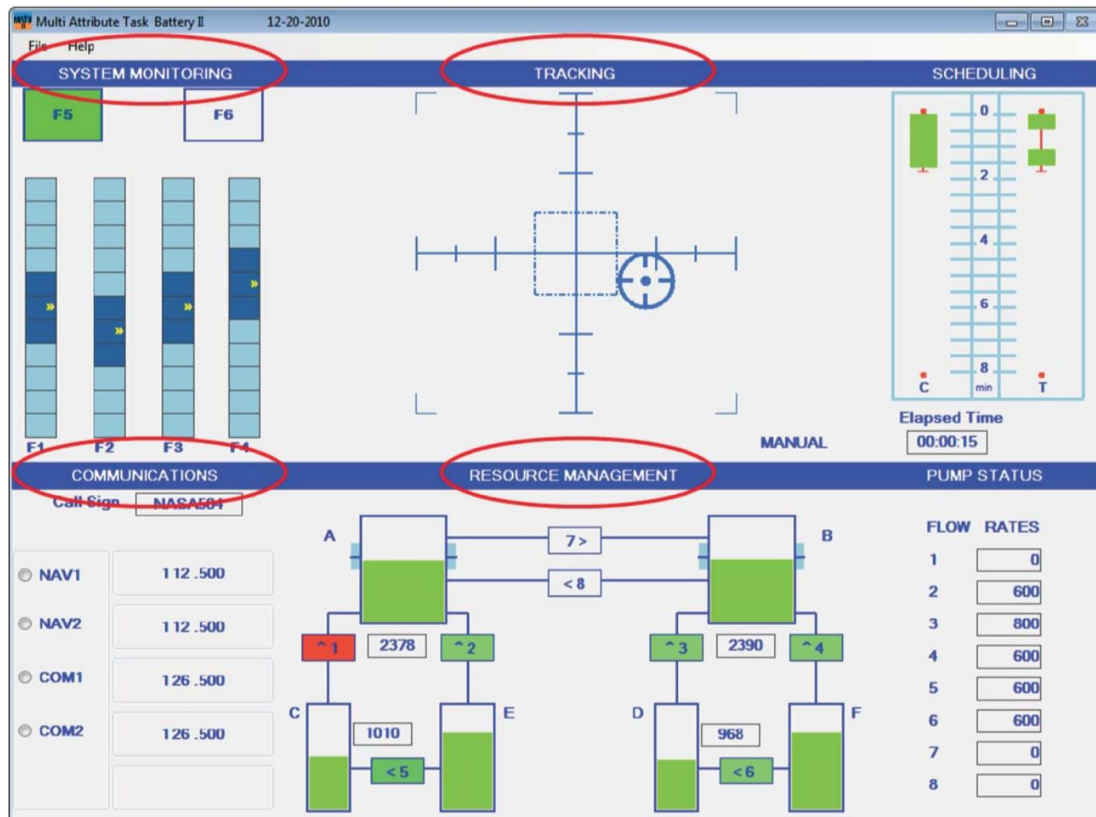 Multi Attribute Task Battery II 12-20-2010
File Help
SYSTEM MONITORING
F5 F6
F1 F2 F3 F4
TRACKING
MANUAL
SCHEDULING
0
2
4
6
8
C min T
Elapsed Time
00:00:15
COMMUNICATIONS
Call Sign NASA504
NAV1 112.500
NAV2 112.500
COM1 126.500
COM2 126.500
RESOURCE MANAGEMENT
A 7 > B
< 8
^ 1 2378 ^ 2 ^ 3 2390 ^ 4
C E D F
1010 968
< 5 < 6
PUMP STATUS
FLOW RATES
1 0
2 600
3 800
4 600
5 600
6 600
7 0
8 0